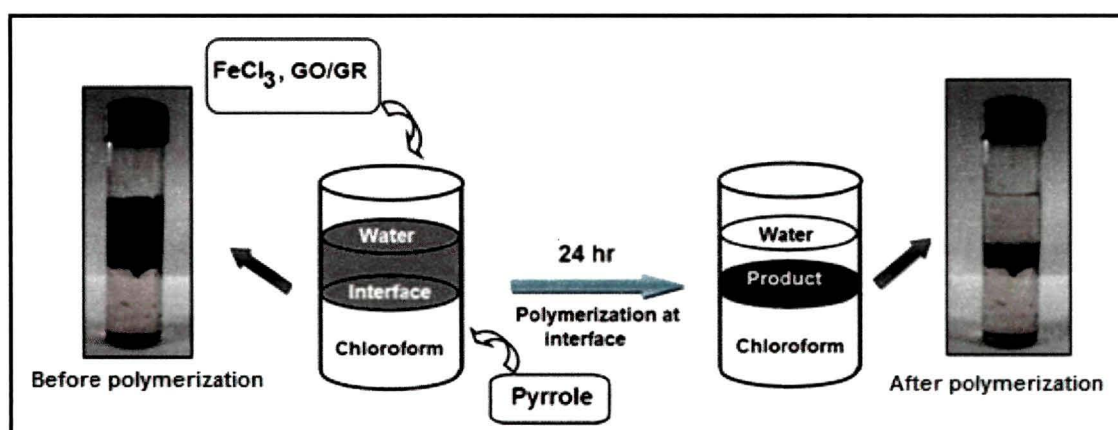 FeCl3, GO/GR
Water
Interface
Chloroform
Pyrrole
Before polymerization
24 hr
Polymerization at
interface
Water
Product
Chloroform
After polymerization